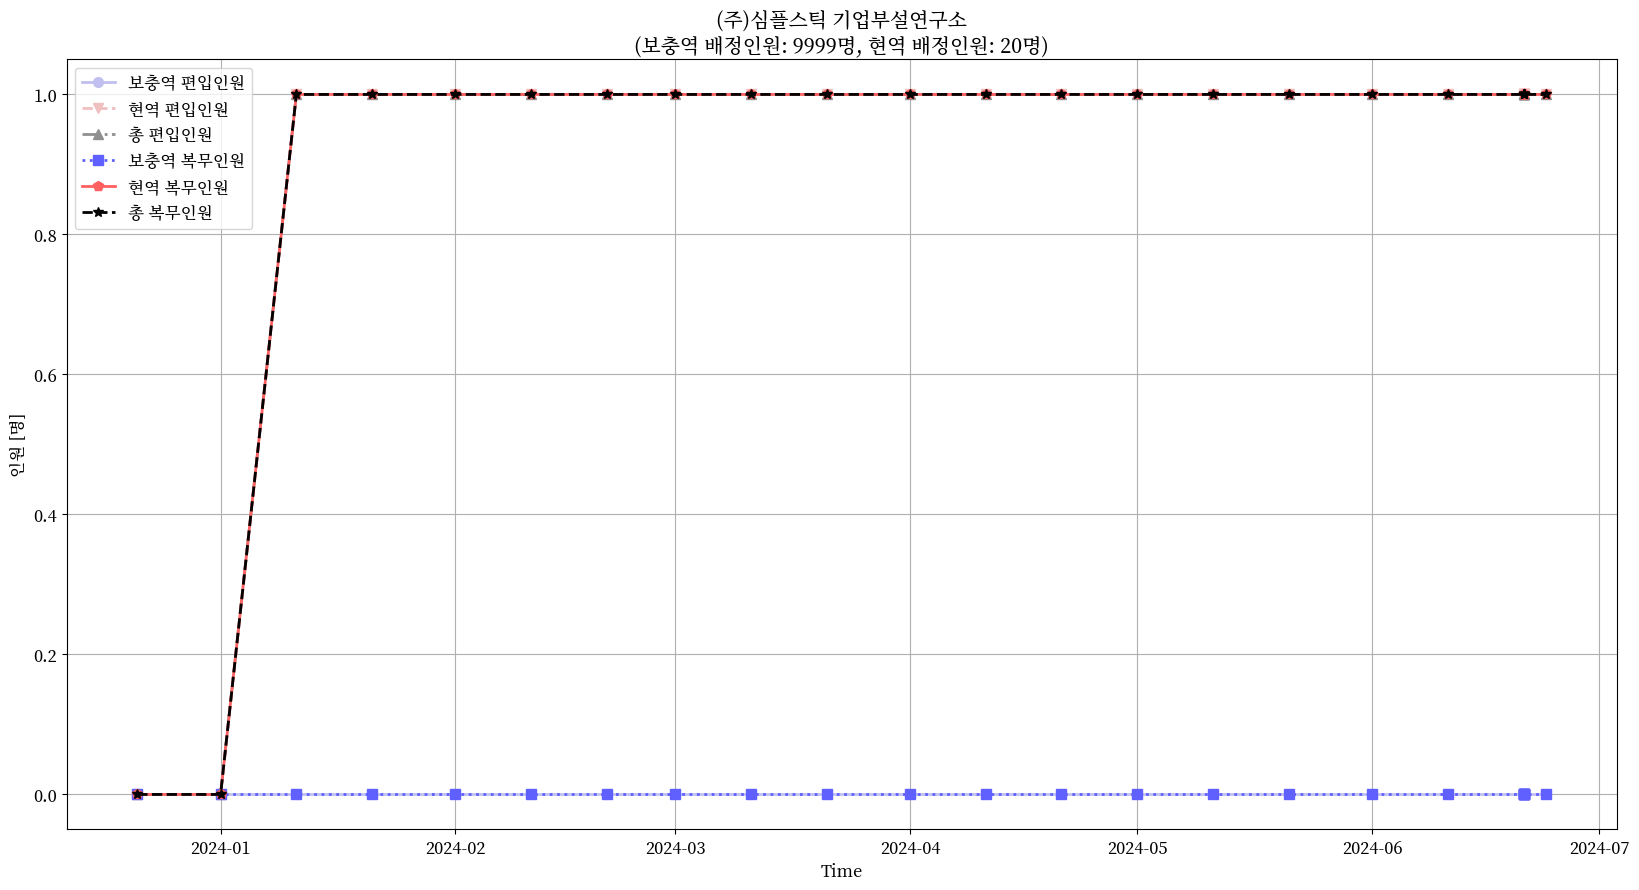 (주)심플스틱 기업부설연구소
(보충역 배정인원: 9999명, 현역 배정인원: 20명)
보충역 편입인원
현역 편입인원
총 편입인원
보충역 복무인원
현역 복무인원
총 복무인원
1.0
0.8
0.6
0.4
0.2
0.0
인원 [명]
2024-01
2024-02
2024-03
2024-04
2024-05
2024-06
2024-07
Time